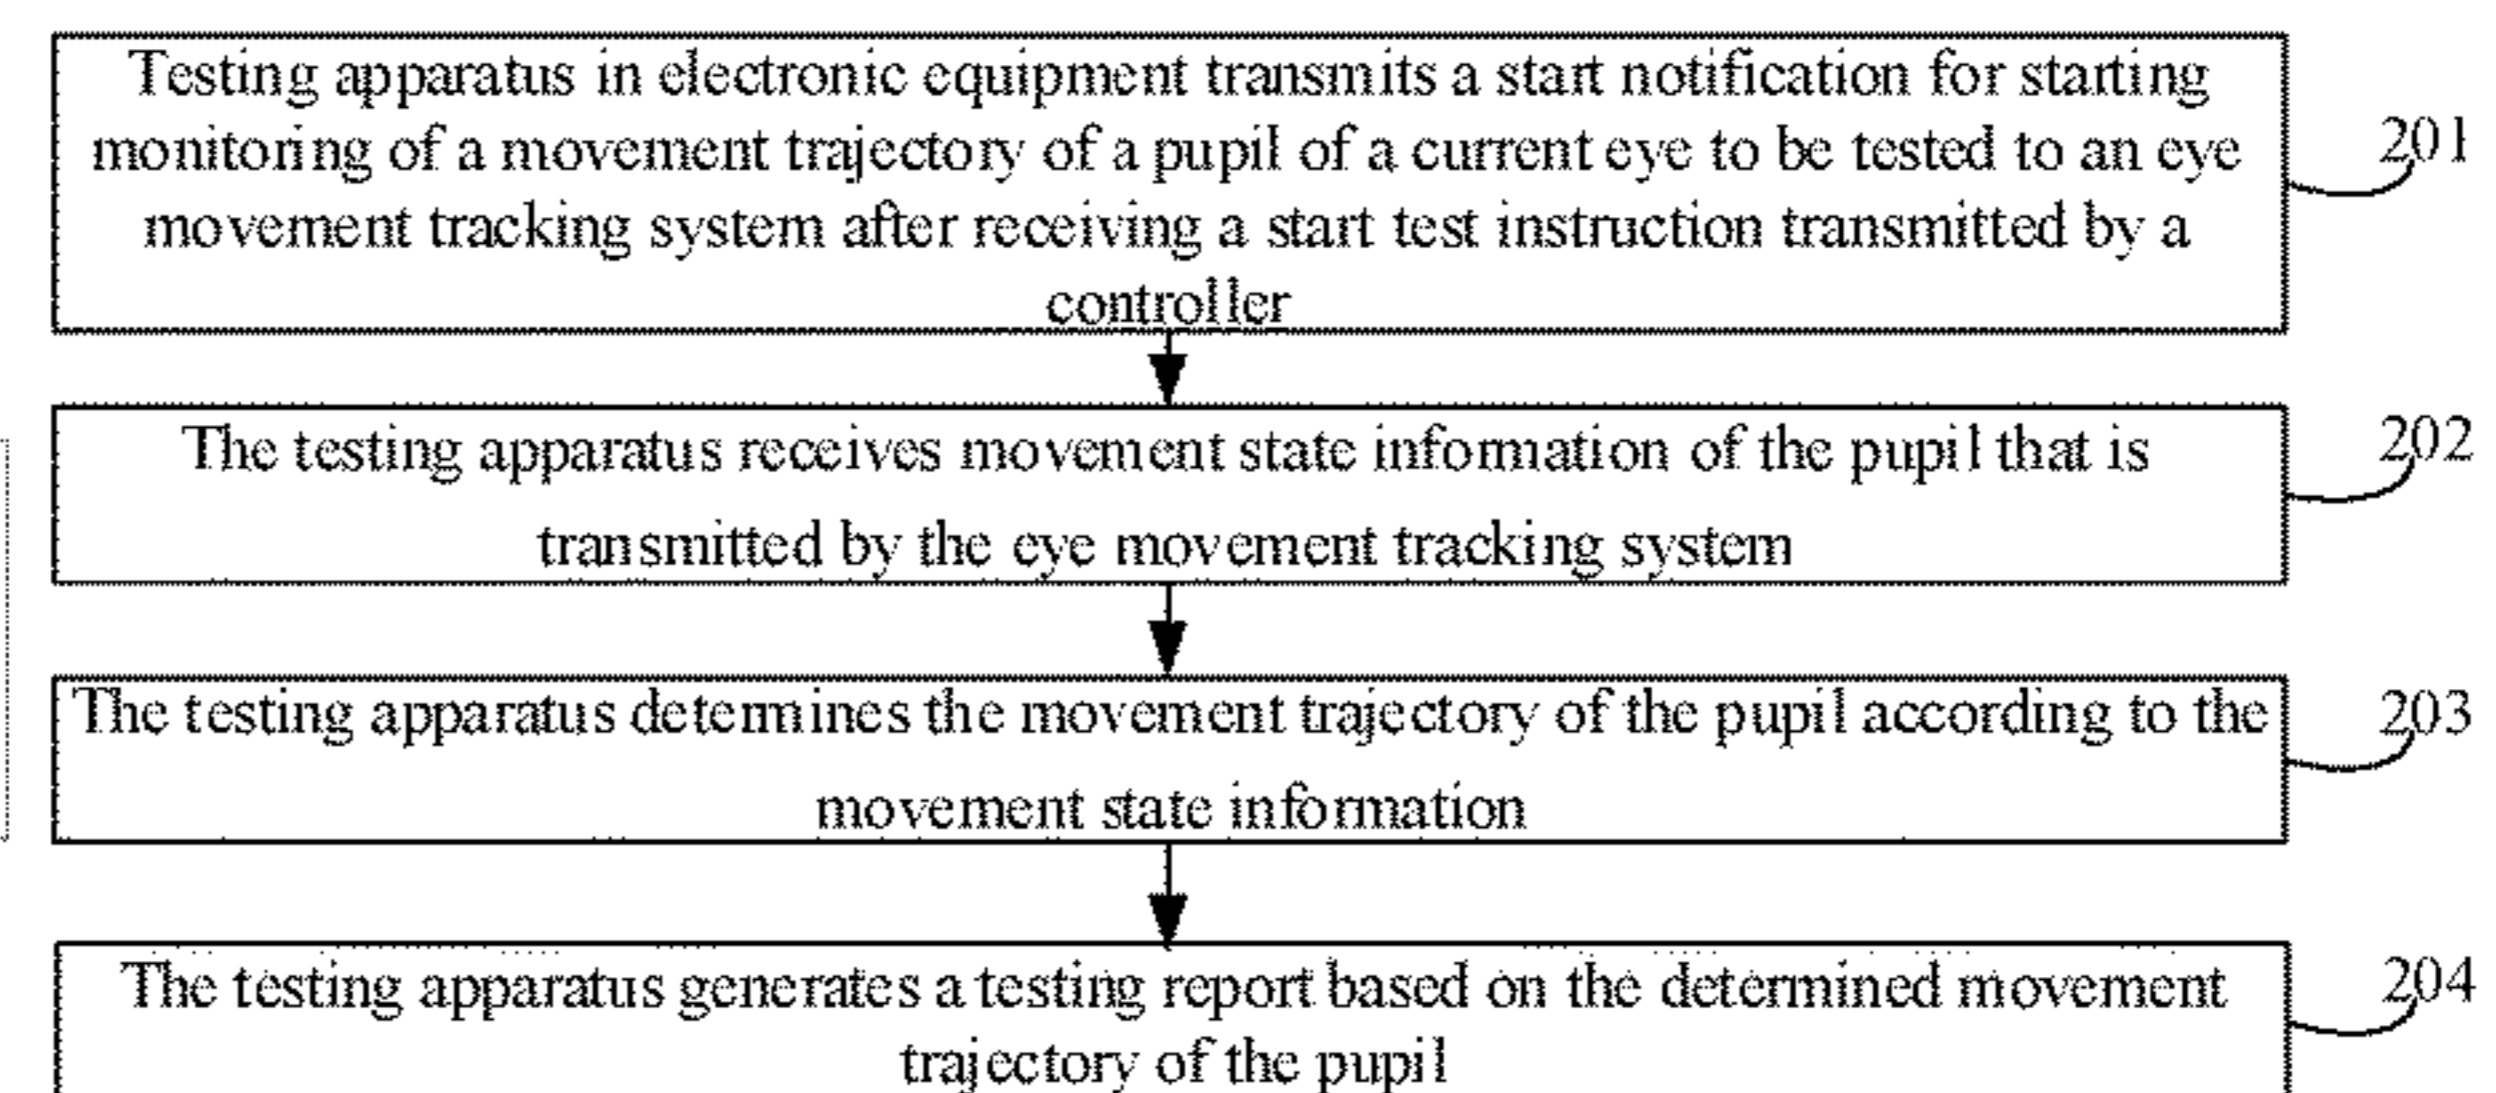 Testing apparatus in electronic equipment transmits a start notification for starting
monitoring of a movement trajectory of a pupil of a current eye to be tested to an eye
movement tracking system after receiving a start test instruction transmitted by a
controller
201
The testing apparatus receives movement state information of the pupil that is
transmitted by the eye movement tracking system
202
The testing apparatus determines the movement trajectory of the pupil according to the
movement state information
203
The testing apparatus generates a testing report based on the determined movement
trajectory of the pupil
204